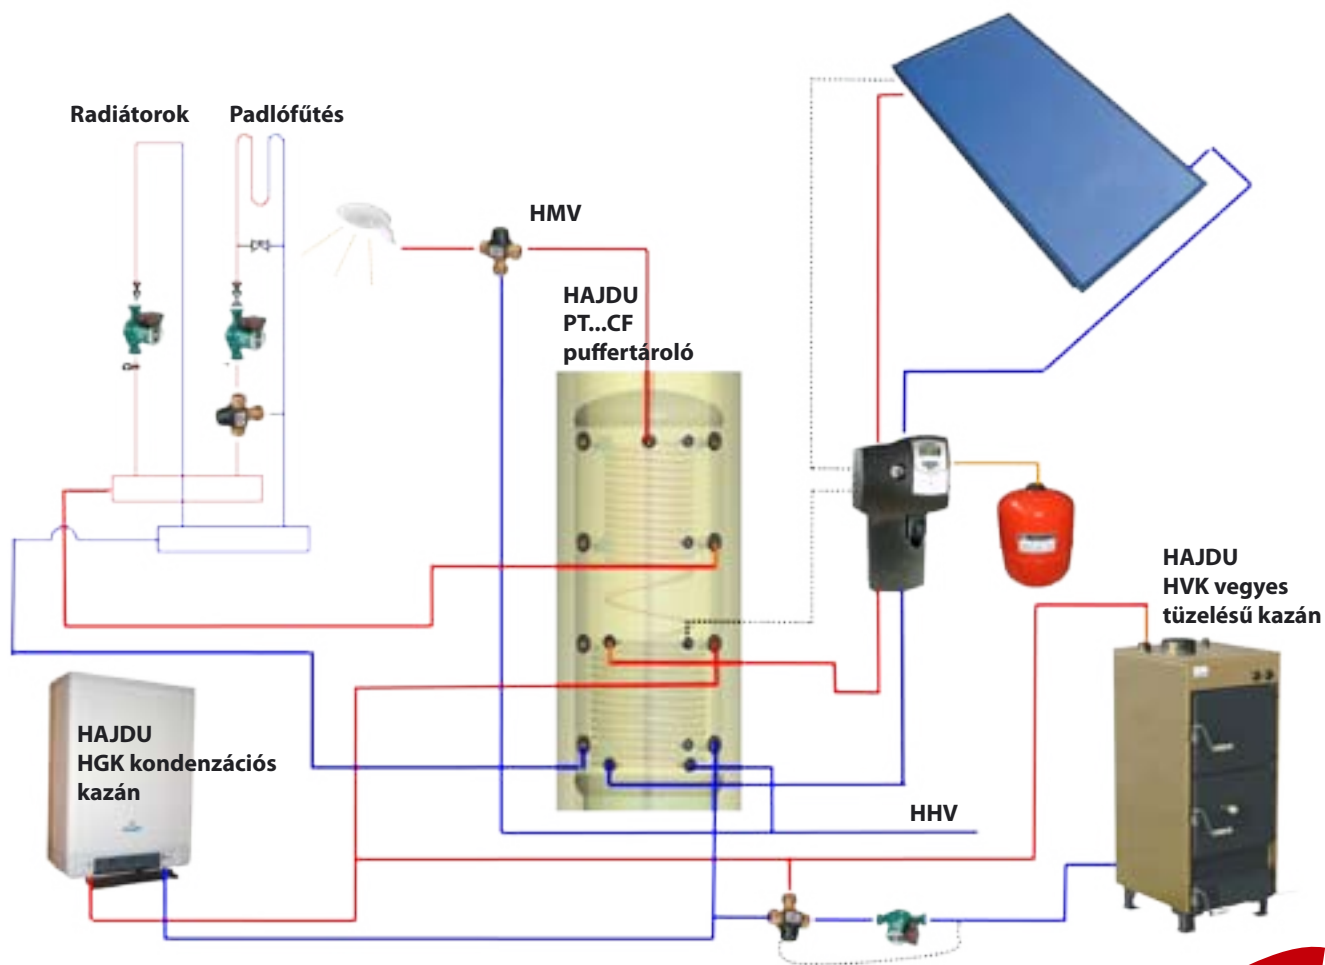 Radiátorok
Padlófűtés
HMV
HAJDU
PT...CF
puffertároló
HAJDU
HVK vegyes
tüzelésű kazán
HAJDU
HGK kondenzációs
kazán
HHV